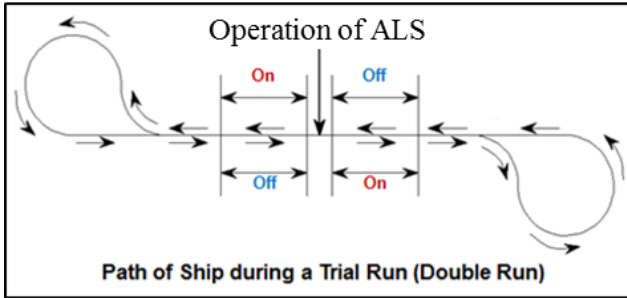 Operation of ALS
On Off
Off On
Path of Ship during a Trial Run (Double Run)